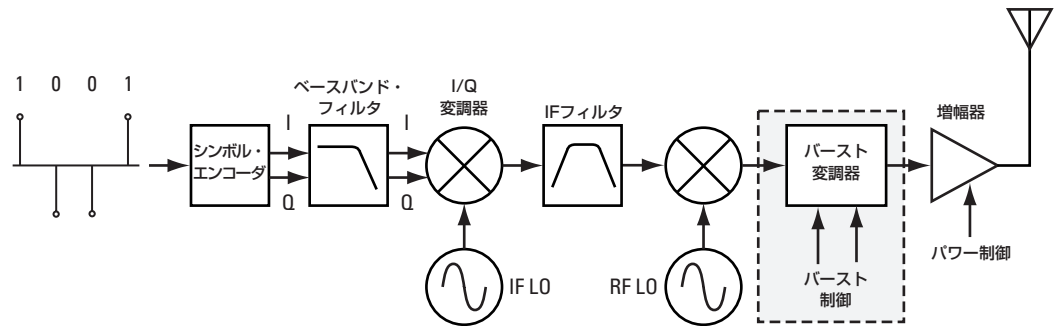 1 0 0 1
シンボル・
エンコーダ
I
Q
ベースバンド・
フィルタ
I
Q
I/Q
変調器
IF LO
IFフィルタ
RF LO
バースト
変調器
バースト
制御
増幅器
パワー制御